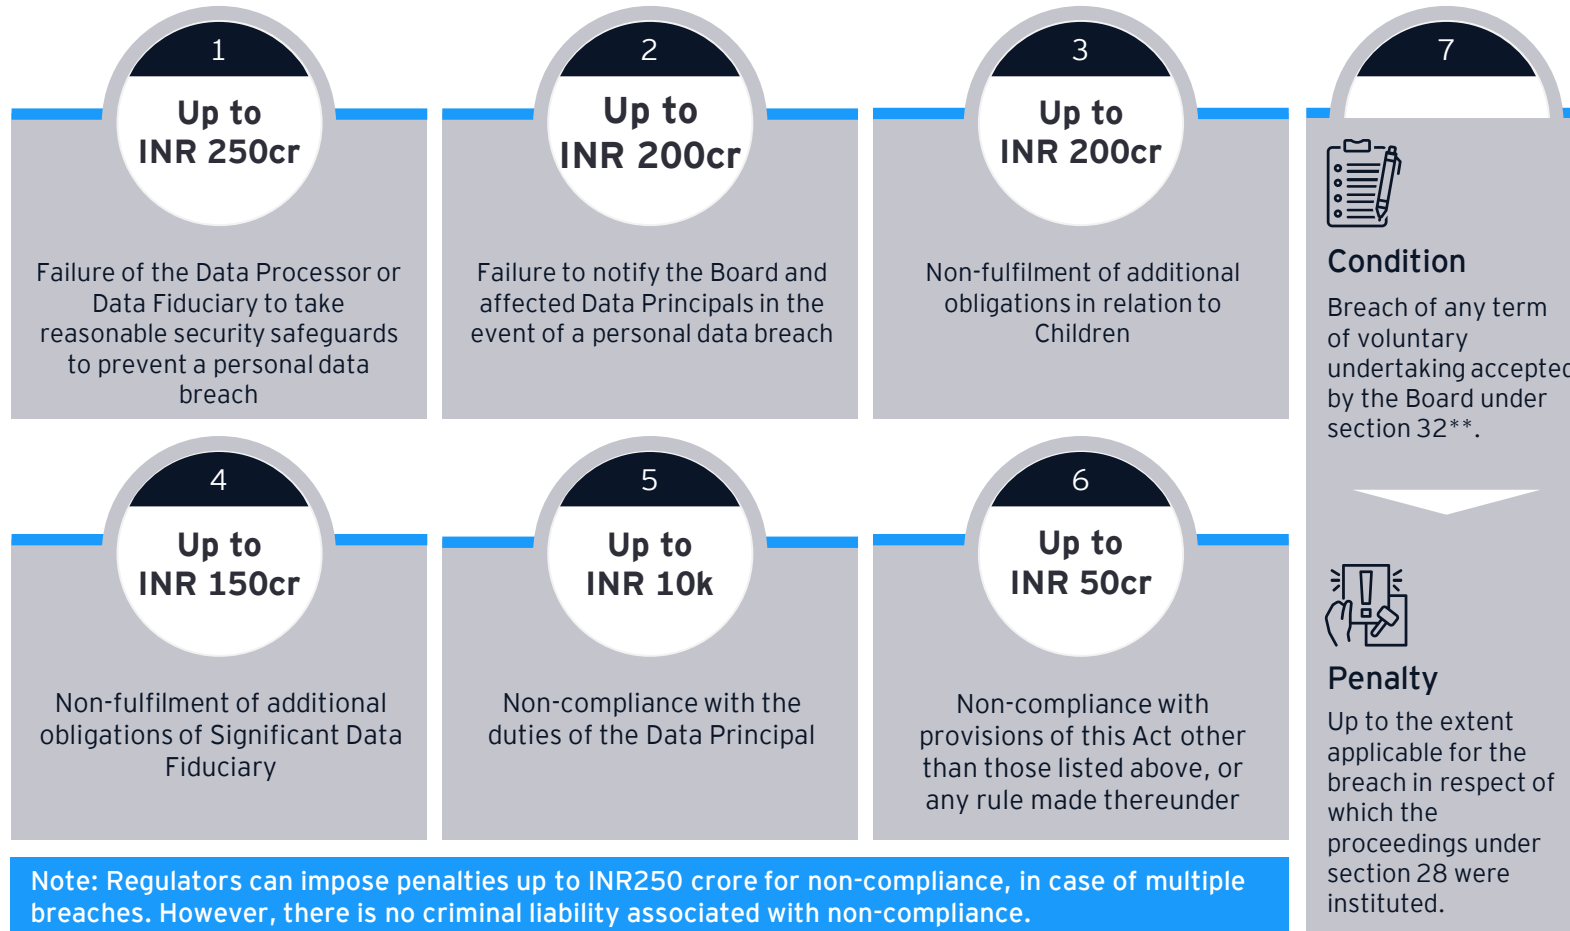 1
Up to
INR 250cr
Failure of the Data Processor or
Data Fiduciary to take
reasonable security safeguards
to prevent a personal data
breach
2
Up to
INR 200cr
Failure to notify the Board and
affected Data Principals in the
event of a personal data breach
3
Up to
INR 200cr
Non-fulfilment of additional
obligations in relation to
Children
4
Up to
INR 150cr
Non-fulfilment of additional
obligations of Significant Data
Fiduciary
5
Up to
INR 10k
Non-compliance with the
duties of the Data Principal
6
Up to
INR 50cr
Non-compliance with
provisions of this Act other
than those listed above, or
any rule made thereunder
7
Condition
Breach of any term
of voluntary
undertaking accepted
by the Board under
section 32**.
Penalty
Up to the extent
applicable for the
breach in respect of
which the
proceedings under
section 28 were
instituted.
Note: Regulators can impose penalties up to INR250 crore for non-compliance, in case of multiple
breaches. However, there is no criminal liability associated with non-compliance.